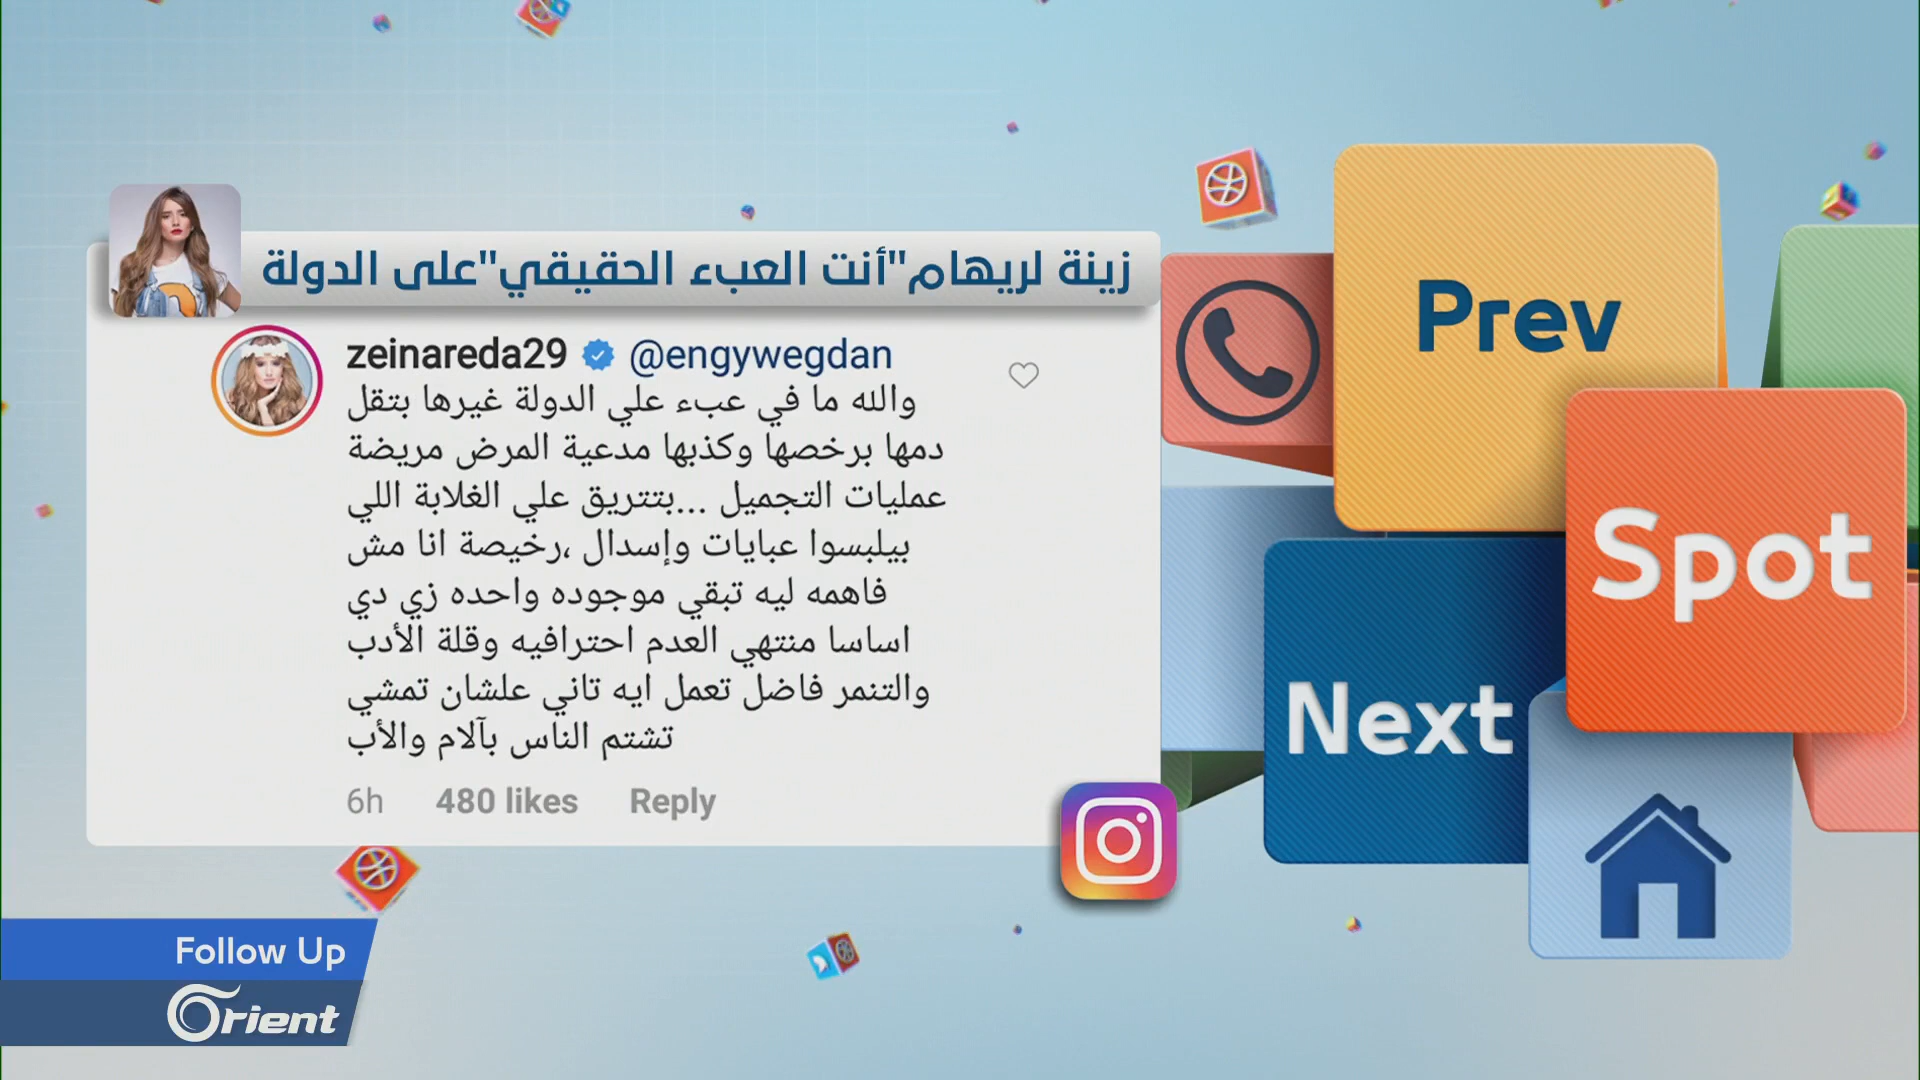 زينة لريهام"أنت العبء الحقيقي"على الدولة
zeinareda29 @engywegdan
والله ما في عبء علي الدولة غيرها بتقل
دمها برخصها وكذبها مدعية المرض مريضة
عمليات التجميل ...بتتريق علي الغلابة اللي
بيلبسوا عبايات وإسدال ،رخيصة انا مش
فاهمه ليه تبقي موجوده واحده زي دي
اساسا منتهي العدم احترافيه وقلة الأدب
والتنمر فاضل تعمل ايه تاني علشان تمشي
تشتم الناس بآلام والأب
6h 480 likes Reply
Prev
Spot
Next
Follow Up
Orient